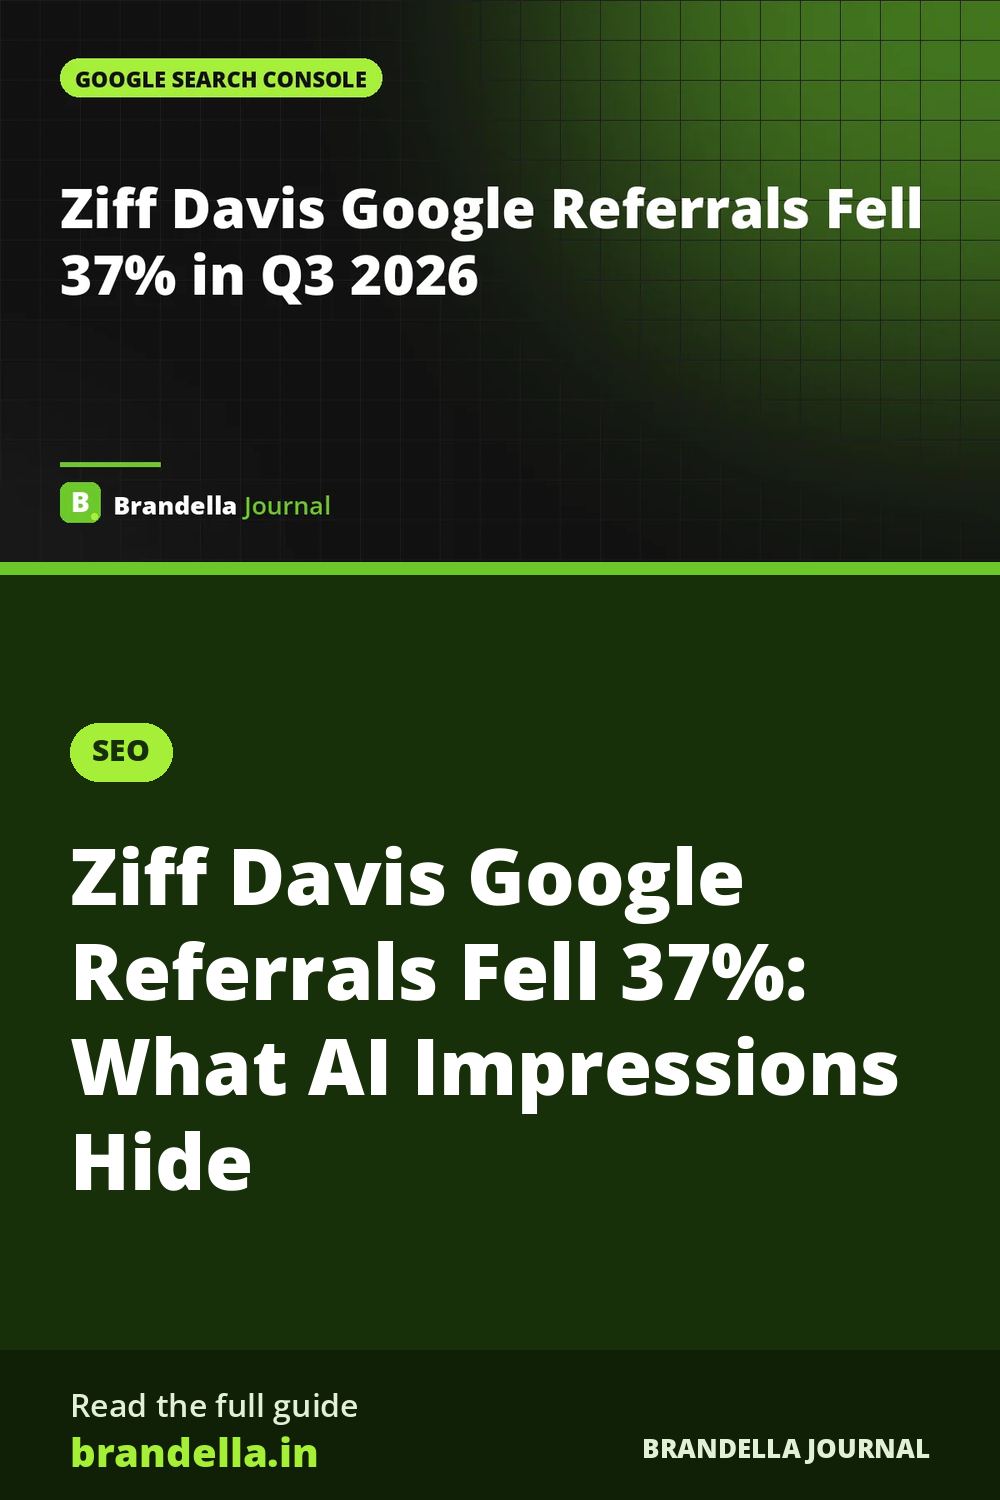 GOOGLE SEARCH CONSOLE
Ziff Davis Google Referrals Fell
37% in Q3 2026
B
Brandella Journal
SEO
Ziff Davis Google
Referrals Fell 37%:
What AI Impressions
Hide
Read the full guide
brandella.in
BRANDELLA JOURNAL